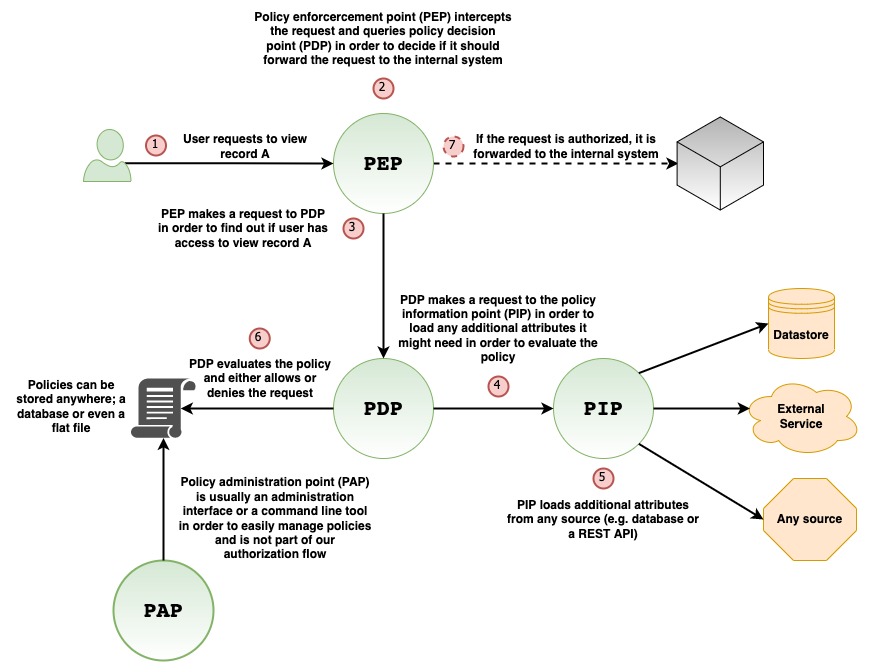 Policy enforcercement point (PEP) intercepts
the request and queries policy decision
point (PDP) in order to decide if it should
forward the request to the internal system
2
1
User requests to view
record A
PEP
7
If the request is authorized, it is
forwarded to the internal system
PEP makes a request to PDP
in order to find out if user has
access to view record A
3
PDP makes a request to the policy
information point (PIP) in order to
load any additional attributes it
might need in order to evaluate the
policy
4
6
PDP evaluates the policy
and either allows or
denies the request
Policies can be
stored anywhere; a
database or even a
flat file
PDP
PIP
Datastore
External
Service
Any source
5
PIP loads additional attributes
from any source (e.g. database or
a REST API)
Policy administration point (PAP)
is usually an administration
interface or a command line tool
in order to easily manage policies
and is not part of our
authorization flow
PAP